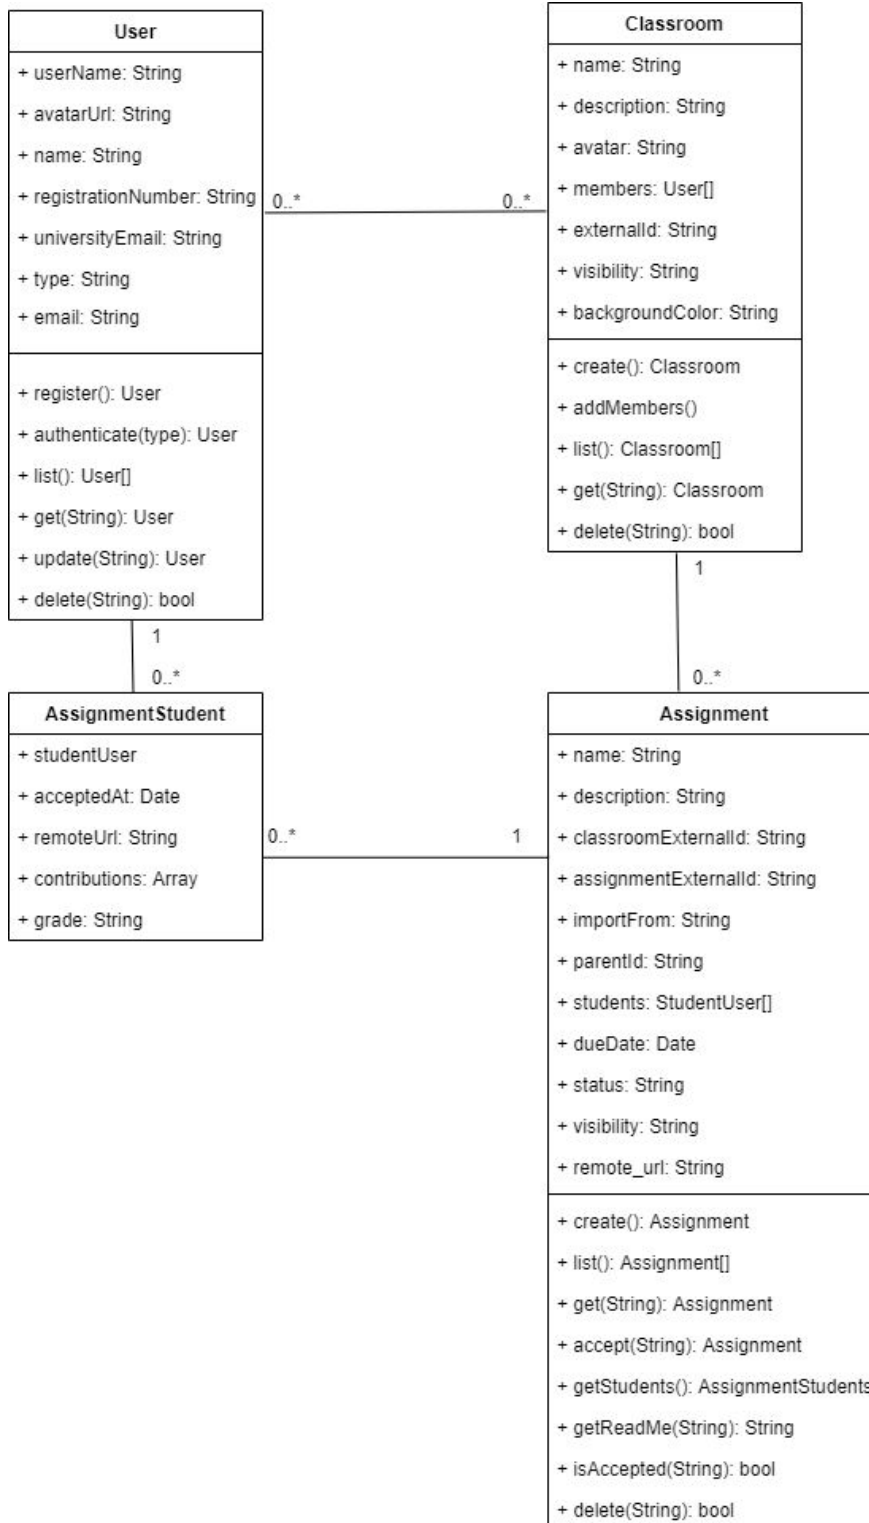 User
+ userName: String
+ avatarUrl: String
+ name: String
+ registrationNumber: String
+ universityEmail: String
+ type: String
+ email: String
+ register(): User
+ authenticate(type): User
+ list(): User[]
+ get(String): User
+ update(String): User
+ delete(String): bool
0..*
0..*
Classroom
+ name: String
+ description: String
+ avatar: String
+ members: User[]
+ externalId: String
+ visibility: String
+ backgroundColor: String
+ create(): Classroom
+ addMembers()
+ list(): Classroom[]
+ get(String): Classroom
+ delete(String): bool
1
0..*
1
0..*
AssignmentStudent
+ studentUser
+ acceptedAt: Date
+ remoteUrl: String
+ contributions: Array
+ grade: String
0..*
1
Assignment
+ name: String
+ description: String
+ classroomExternalId: String
+ assignmentExternalId: String
+ importFrom: String
+ parentId: String
+ students: StudentUser[]
+ dueDate: Date
+ status: String
+ visibility: String
+ remote_url: String
+ create(): Assignment
+ list(): Assignment[]
+ get(String): Assignment
+ accept(String): Assignment
+ getStudents(): AssignmentStudents
+ getReadMe(String): String
+ isAccepted(String): bool
+ delete(String): bool